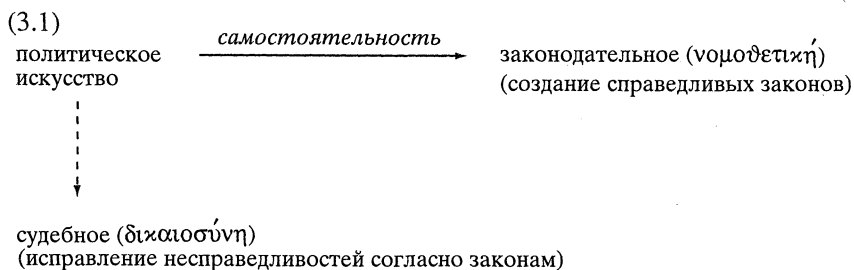 (3.1)
политическое самостоятельность законодательное (νομοϑετιϰή)
искусство (создание справедливых законов)
судебное (διϰαιοσύνη)
(исправление несправедливостей согласно законам)